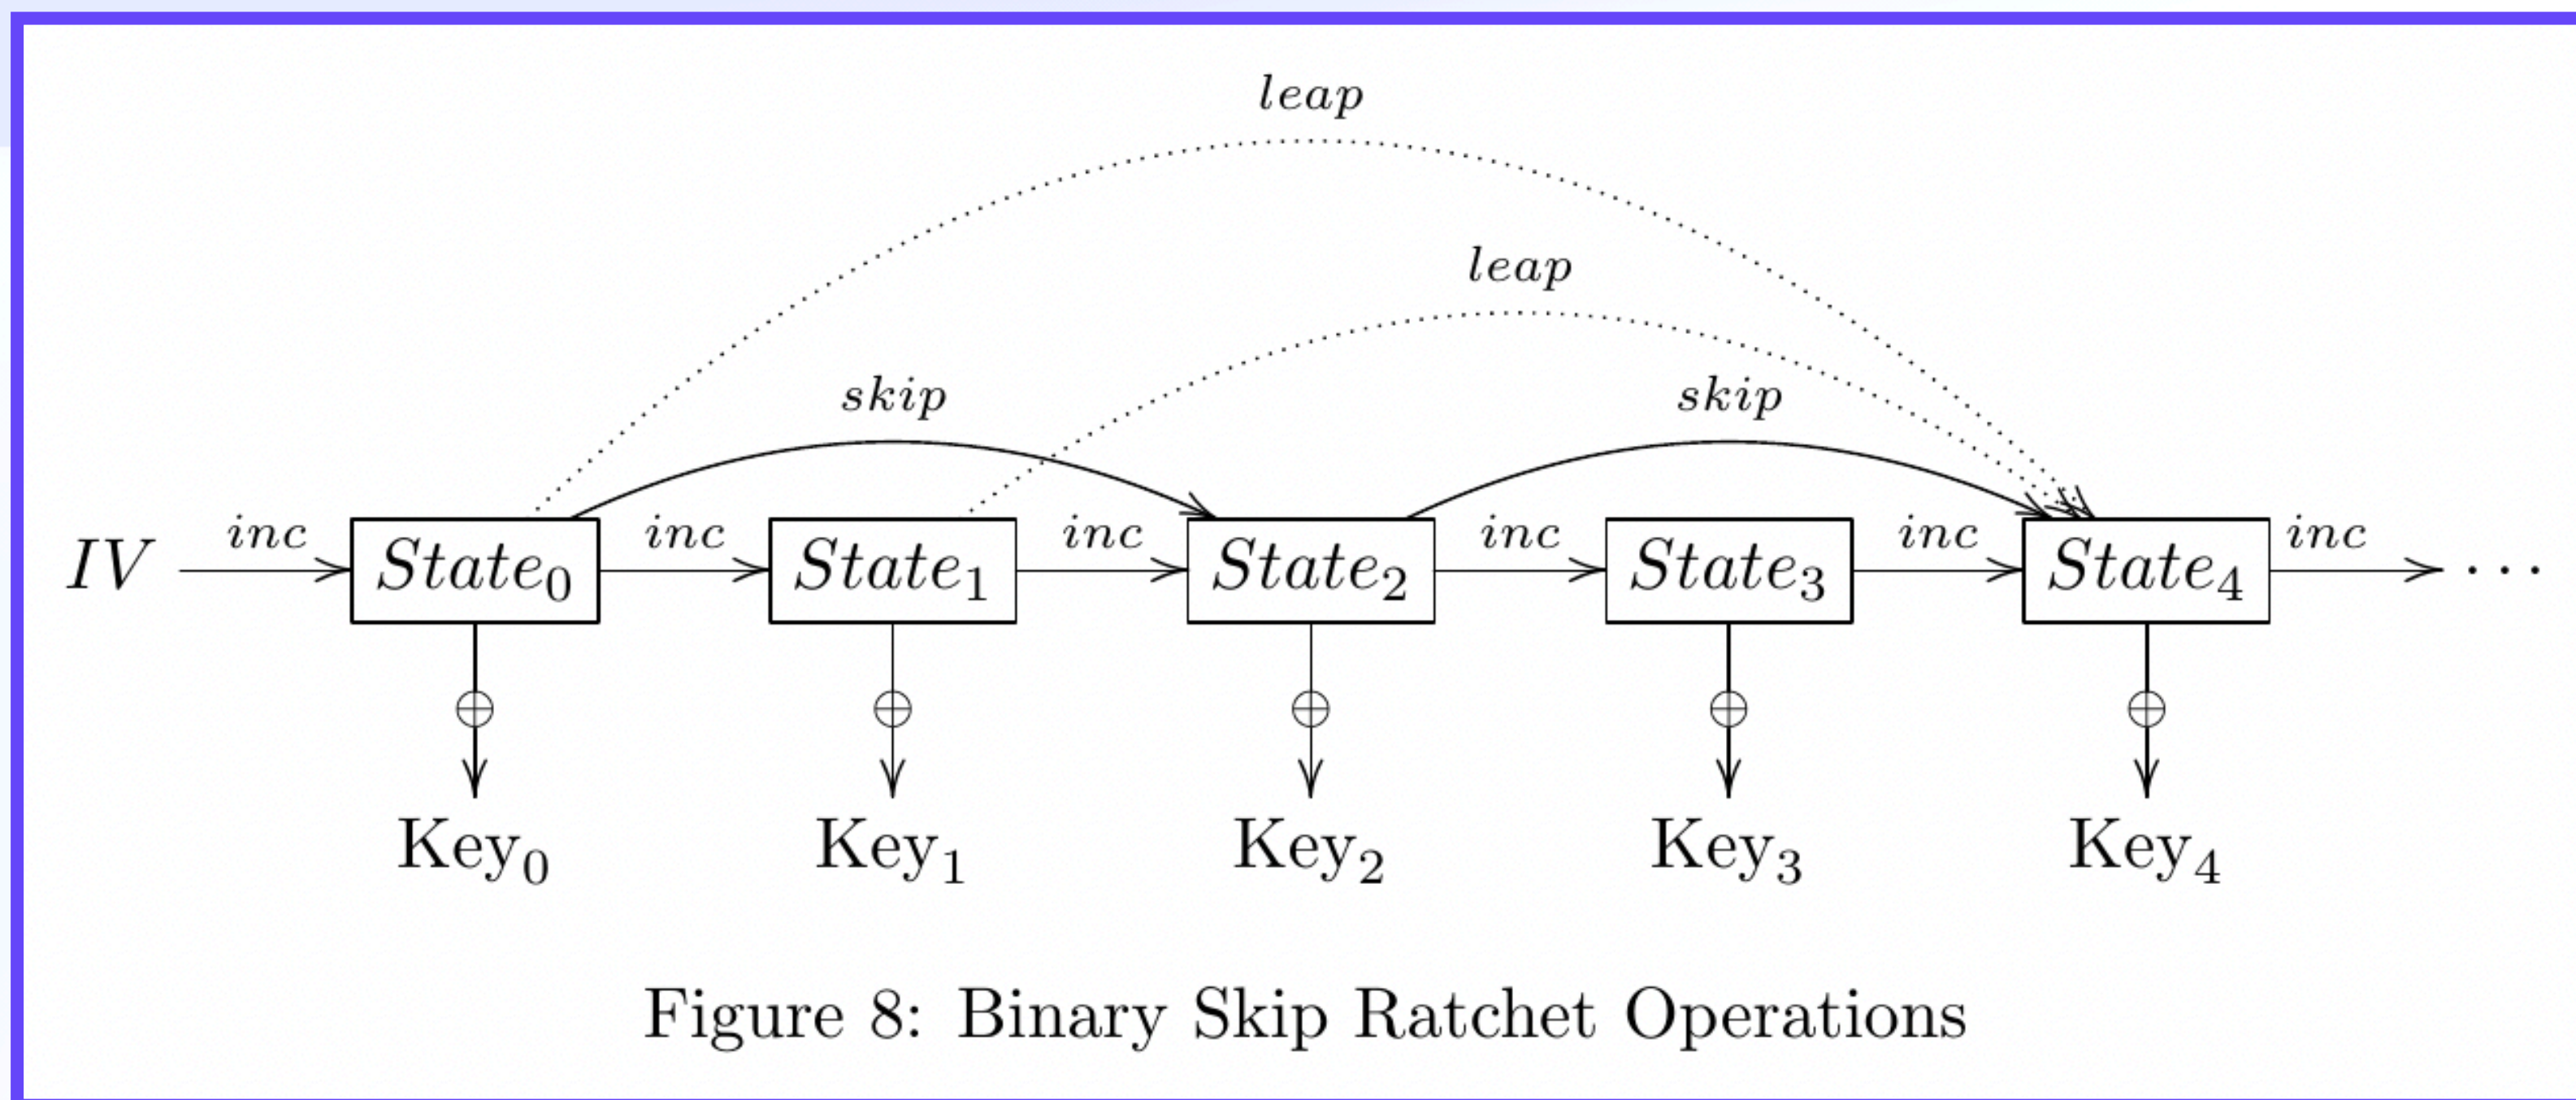 leap
leap
skip skip
IV inc State₀ inc State₁ inc State₂ inc State₃ inc State₄ inc ···
Key₀ Key₁ Key₂ Key₃ Key₄
Figure 8: Binary Skip Ratchet Operations